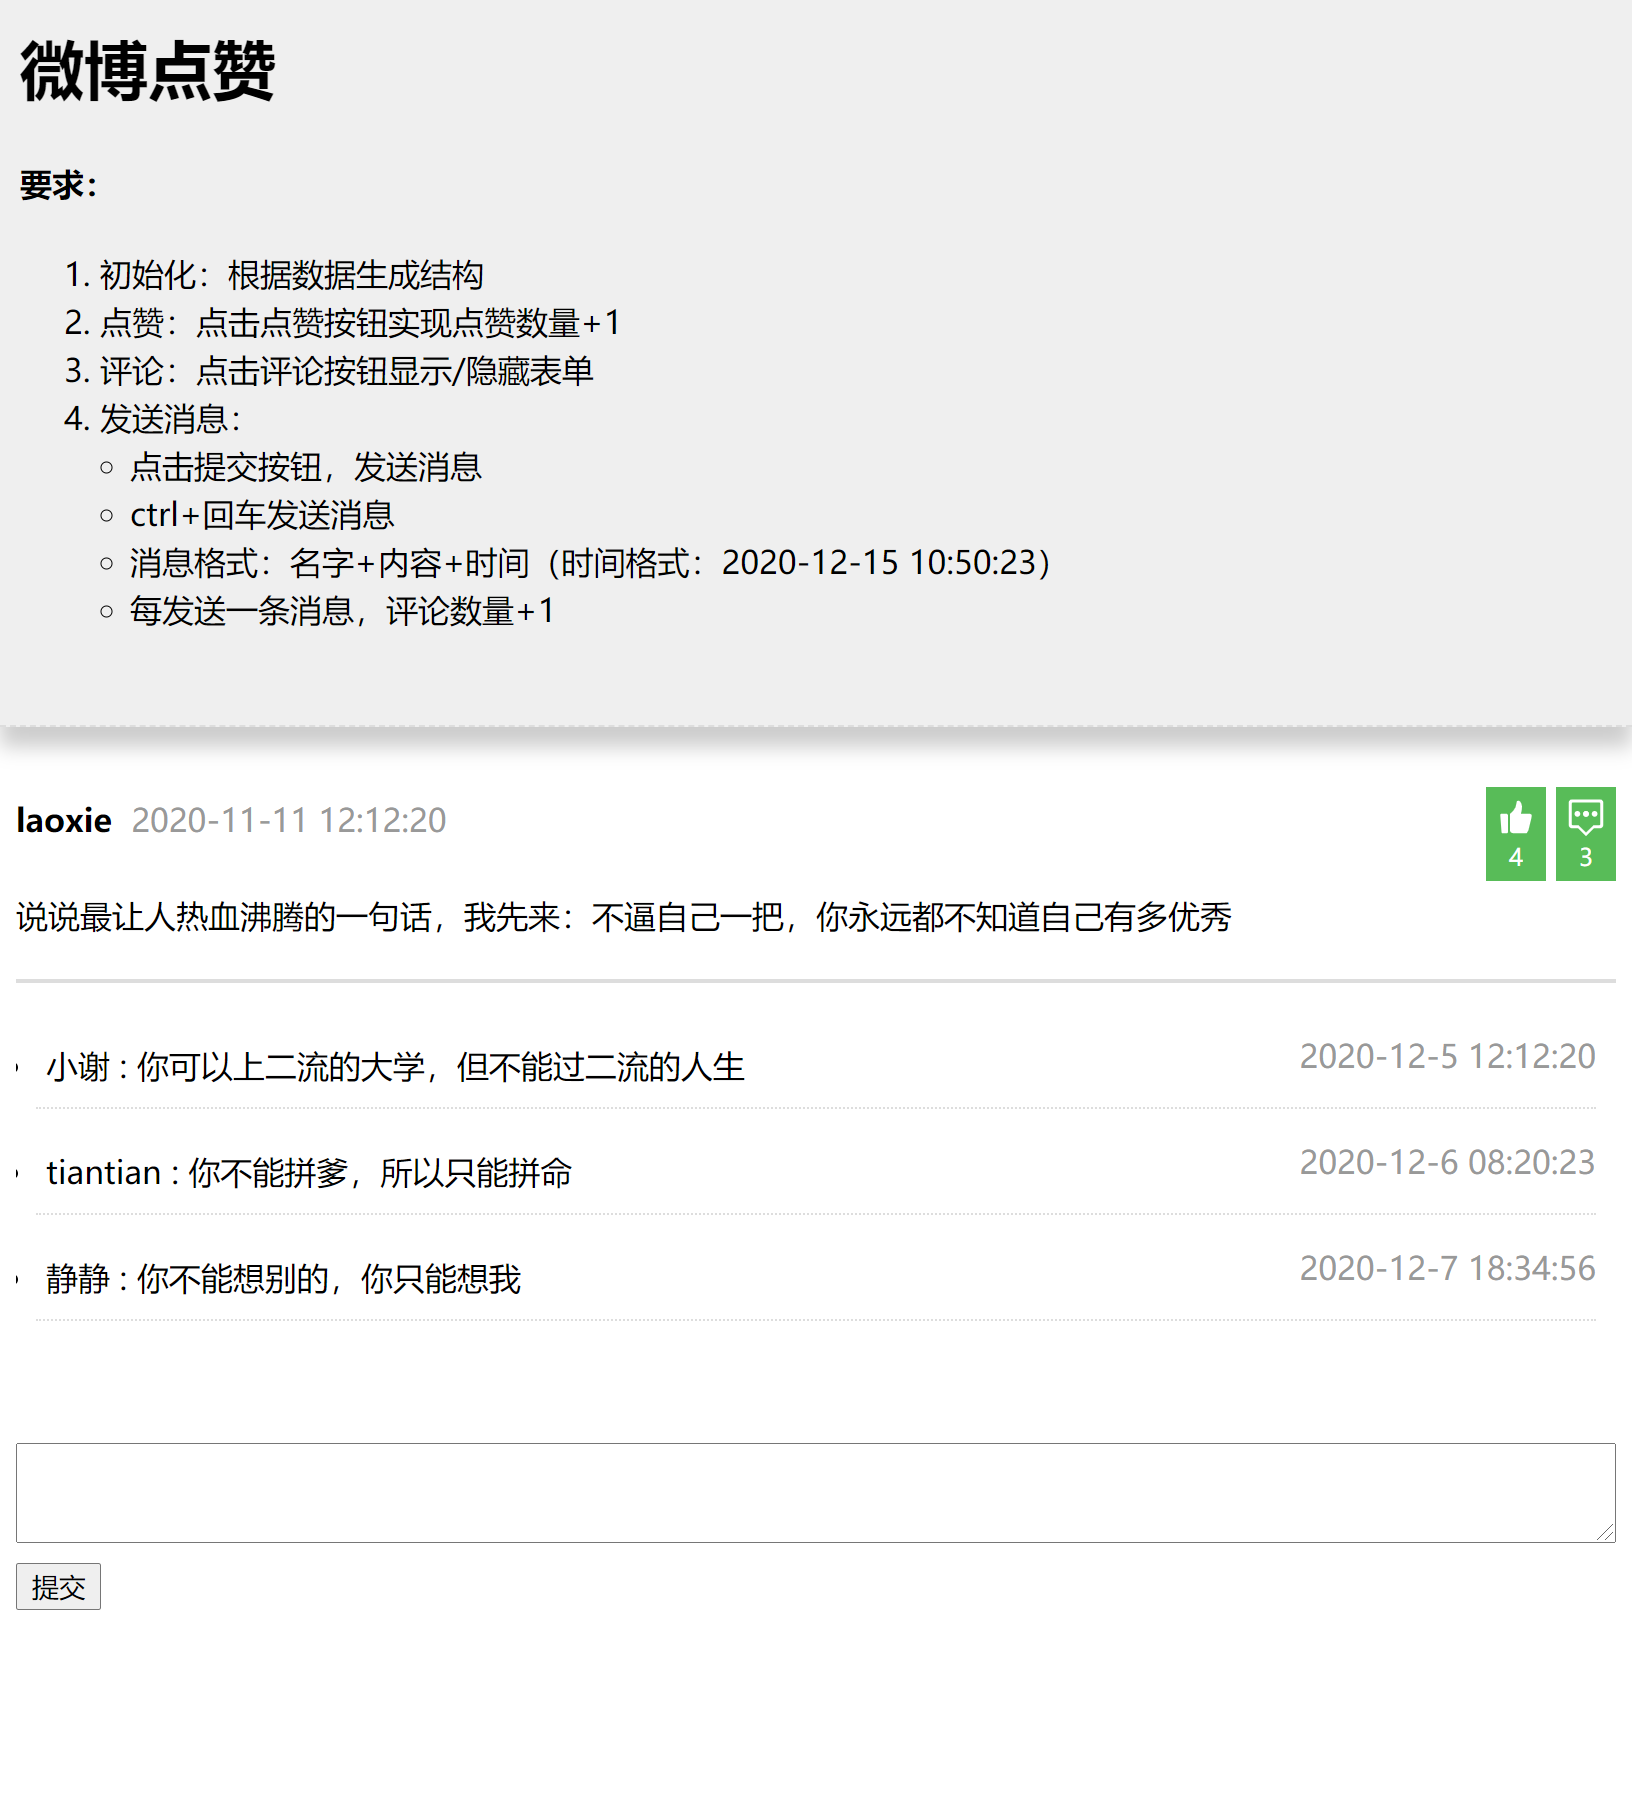 微博点赞
要求：
1. 初始化：根据数据生成结构
2. 点赞：点击点赞按钮实现点赞数量+1
3. 评论：点击评论按钮显示/隐藏表单
4. 发送消息：
点击提交按钮，发送消息
ctrl+回车发送消息
消息格式：名字+内容+时间（时间格式：2020-12-15 10:50:23）
每发送一条消息，评论数量+1
laoxie 2020-11-11 12:12:20
4 3
说说最让人热血沸腾的一句话，我先来：不逼自己一把，你永远都不知道自己有多优秀
小谢 : 你可以上二流的大学，但不能过二流的人生 2020-12-5 12:12:20
tiantian : 你不能拼爹，所以只能拼命 2020-12-6 08:20:23
静静 : 你不能想别的，你只能想我 2020-12-7 18:34:56
提交